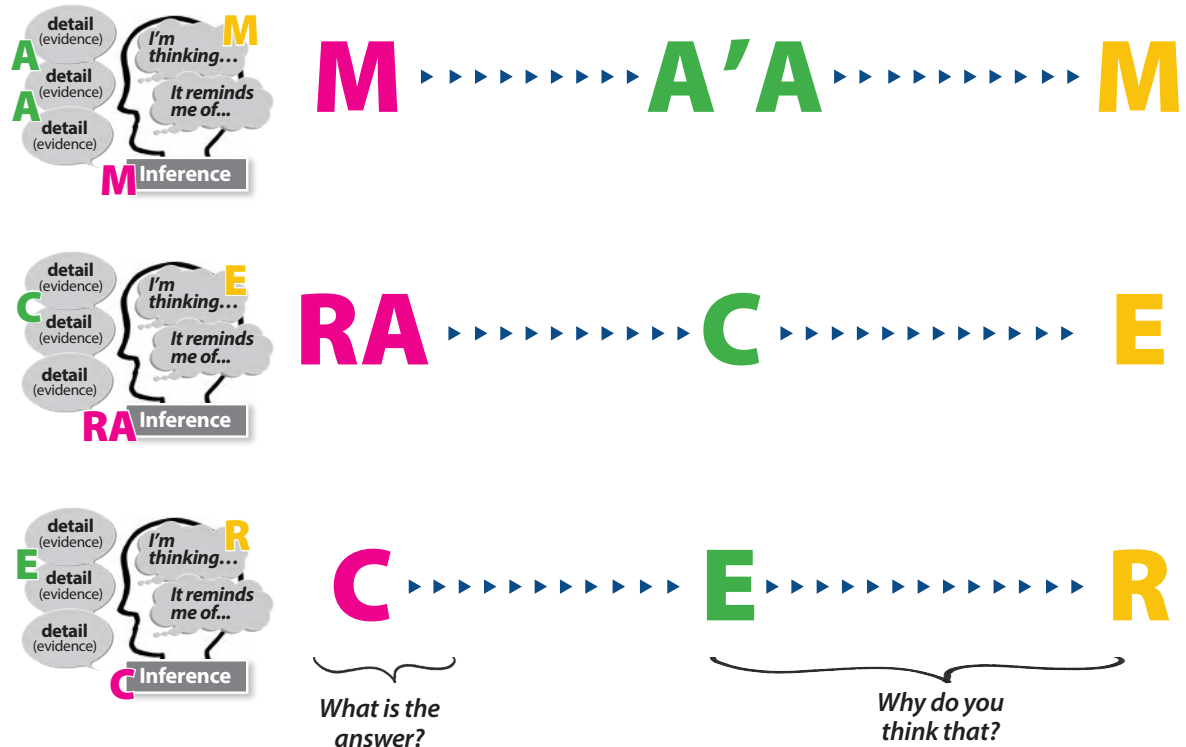 detail
(evidence)
A
detail
(evidence)
A
detail
(evidence)
I'm
thinking...
M
It reminds
me of...
M
Inference
M
A'A
M
detail
(evidence)
C
detail
(evidence)
detail
(evidence)
I'm
thinking...
E
It reminds
me of...
RA
Inference
RA
C
E
detail
(evidence)
E
detail
(evidence)
detail
(evidence)
I'm
thinking...
R
It reminds
me of...
C
Inference
C
E
R
What is the
answer?
Why do you
think that?